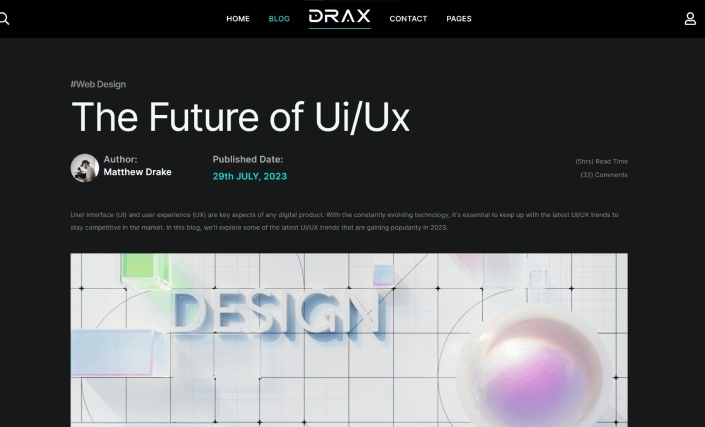 HOME BLOG DRAX CONTACT PAGES
#Web Design
The Future of Ui/Ux
Author:
Matthew Drake
Published Date:
29th JULY, 2023
(5hrs) Read Time
(32) Comments
User interface (UI) and user experience (UX) are key aspects of any digital product. With the constantly evolving technology, it's essential to keep up with the latest UI/UX trends to
stay competitive in the market. In this blog, we'll explore some of the latest UI/UX trends that are gaining popularity in 2023.
DESIGN